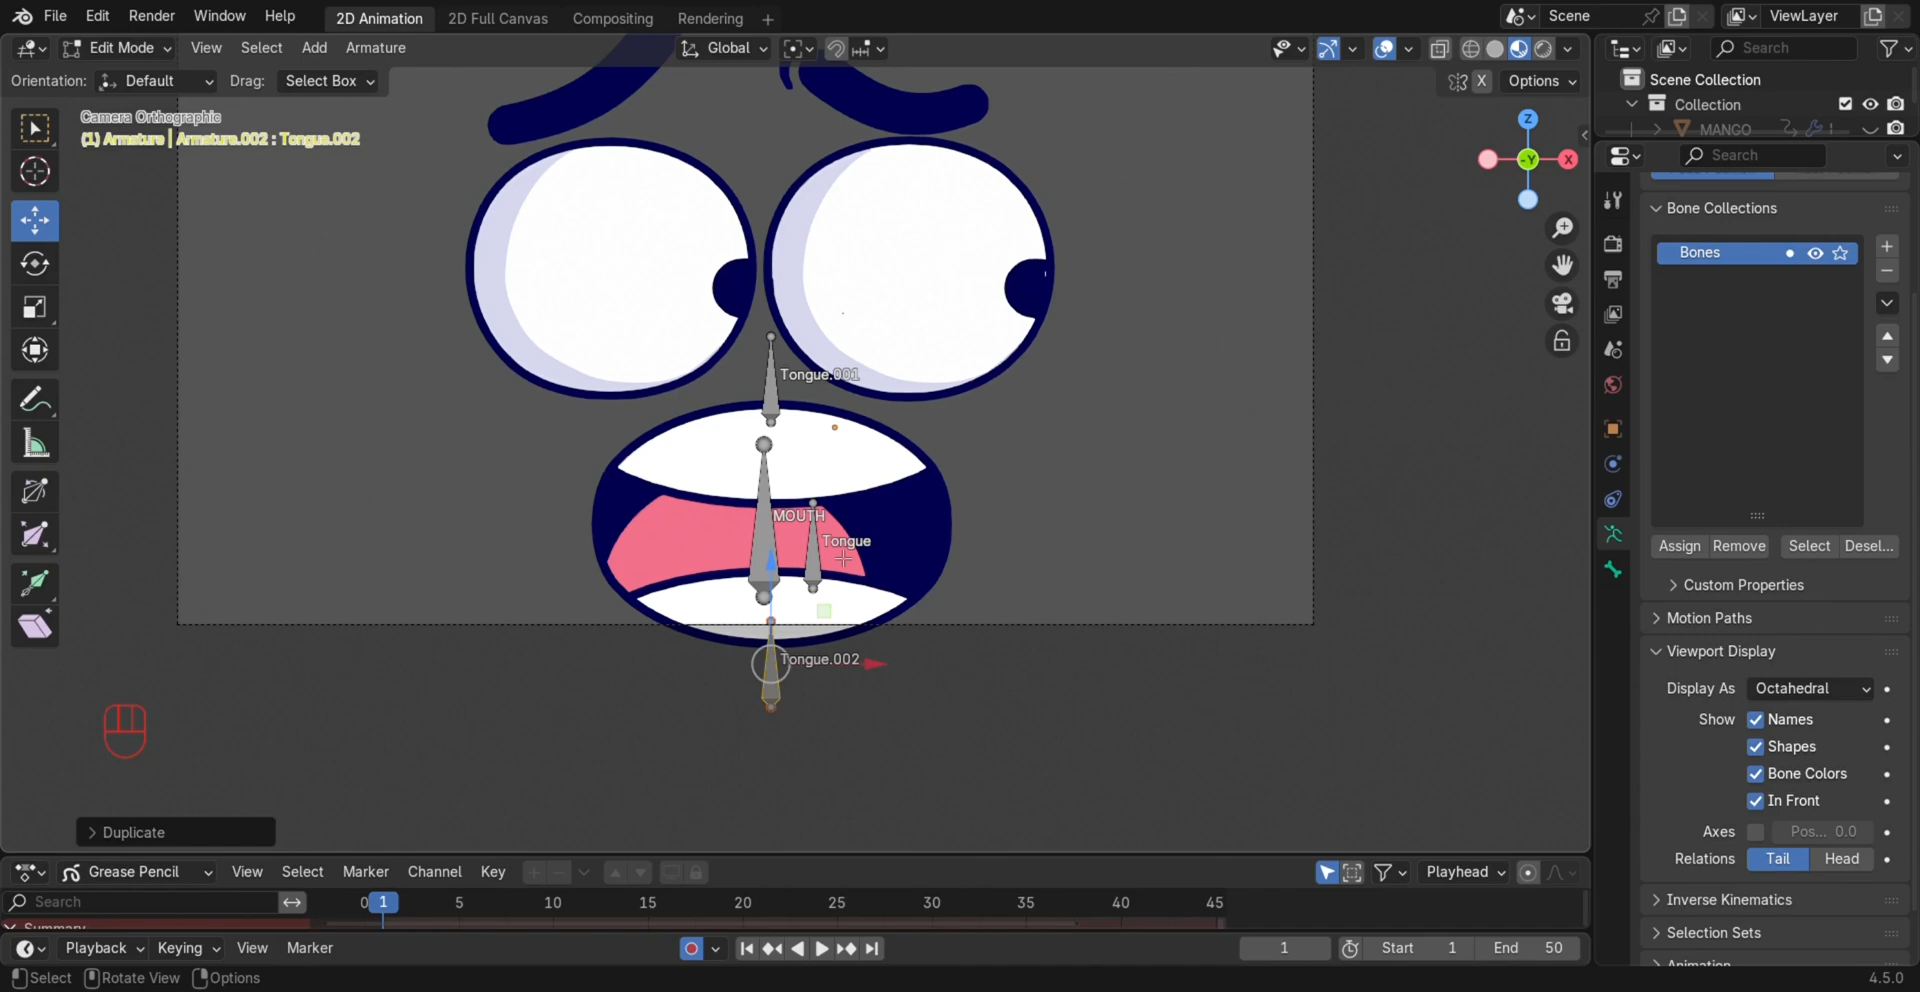 File Edit Render Window Help 2D Animation 2D Full Canvas Compositing Rendering + Scene ViewLayer
Edit Mode View Select Add Armature Global Search
Orientation: Default Drag: Select Box X Options Scene Collection
Collection
MANGO 1
Camera Orthographic
(1) Armature | Armature.002 : Tongue.002
Z
-Y X
Search
Bone Collections
Bones
Tongue.001
MOUTH
Tongue
Tongue.002
Assign Remove Select Desel...
Custom Properties
Motion Paths
Viewport Display
Display As Octahedral
Show Names
Shapes
Bone Colors
In Front
Axes Pos... 0.0
Relations Tail Head
Inverse Kinematics
Selection Sets
Animation
Duplicate
Grease Pencil View Select Marker Channel Key Playhead
Search 0 1 5 10 15 20 25 30 35 40 45
Summary
Playback Keying View Marker 1 Start 1 End 50
Select Rotate View Options 4.5.0